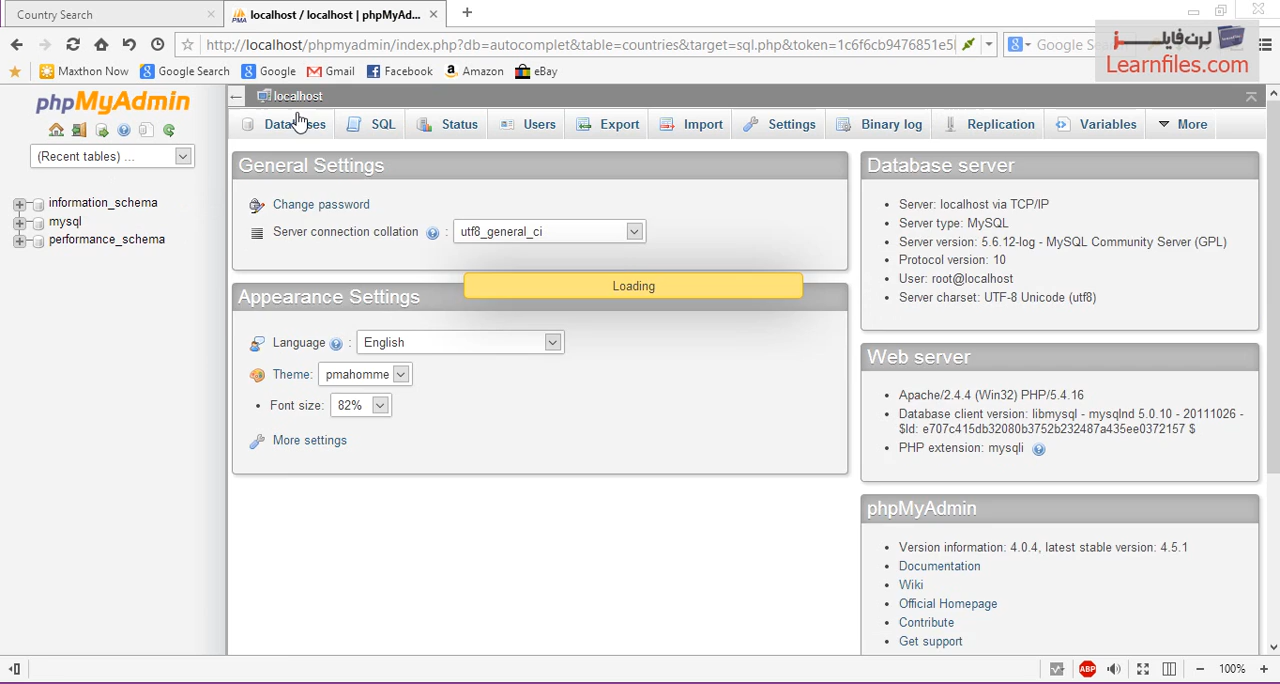 Country Search
localhost / localhost | phpMyAd...
http://localhost/phpmyadmin/index.php?db=autocomplet&table=countries&target=sql.php&token=1c6f6cb9476851e5
Google
Maxthon Now Google Search Google Gmail Facebook Amazon eBay
لرن فایلز
Learnfiles.com
phpMyAdmin
(Recent tables) ...
information_schema
mysql
performance_schema
localhost
Databases SQL Status Users Export Import Settings Binary log Replication Variables More
General Settings
Change password
Server connection collation : utf8_general_ci
Loading
Appearance Settings
Language : English
Theme: pmahomme
Font size: 82%
More settings
Database server
Server: localhost via TCP/IP
Server type: MySQL
Server version: 5.6.12-log - MySQL Community Server (GPL)
Protocol version: 10
User: root@localhost
Server charset: UTF-8 Unicode (utf8)
Web server
Apache/2.4.4 (Win32) PHP/5.4.16
Database client version: libmysql - mysqlnd 5.0.10 - 20111026 -
$Id: e707c415db32080b3752b232487a435ee0372157 $
PHP extension: mysqli
phpMyAdmin
Version information: 4.0.4, latest stable version: 4.5.1
Documentation
Wiki
Official Homepage
Contribute
Get support
ABP
100%